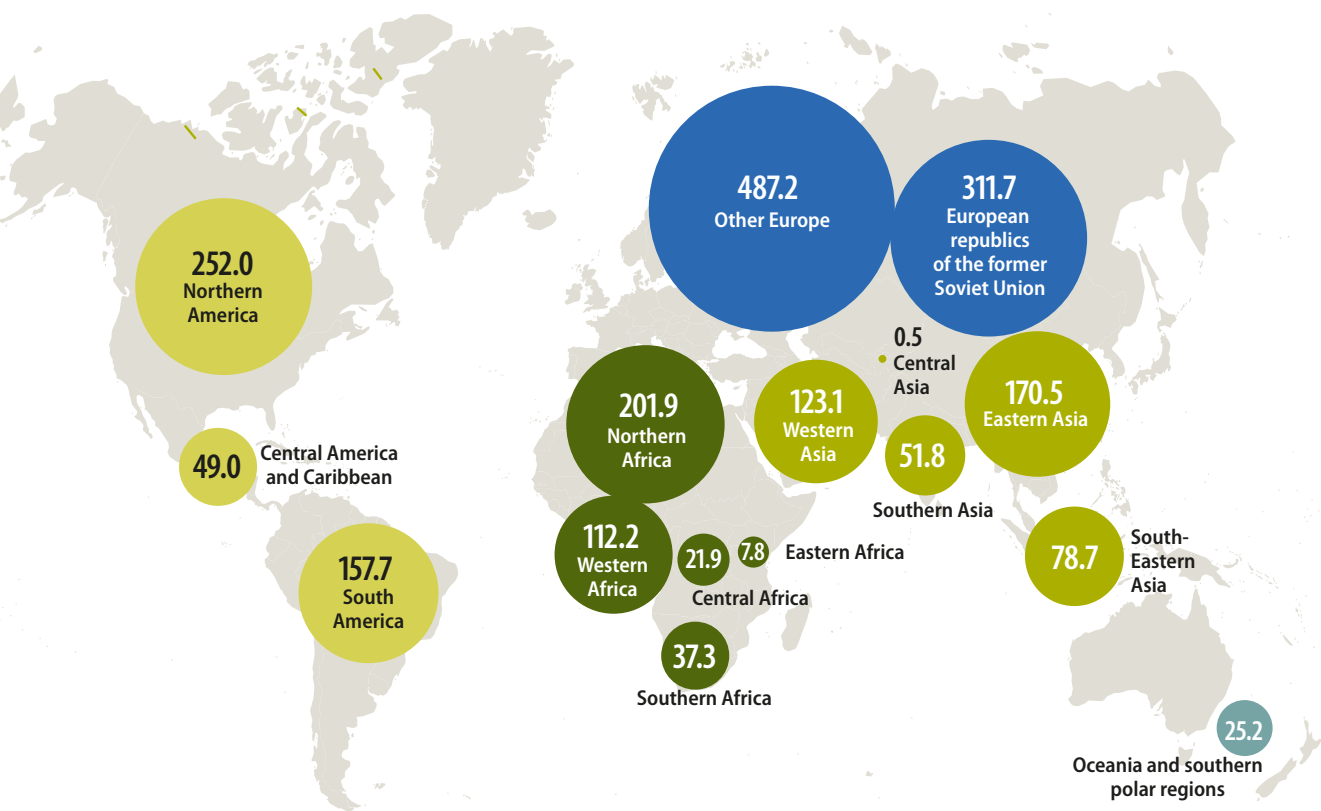 487.2
Other Europe
311.7
European
republics
of the former
Soviet Union
252.0
Northern
America
0.5
Central
Asia
201.9
Northern
Africa
123.1
Western
Asia
170.5
Eastern Asia
49.0
Central America
and Caribbean
51.8
Southern Asia
112.2
Western
Africa
21.9
Central Africa
7.8
Eastern Africa
78.7
South-
Eastern
Asia
157.7
South
America
37.3
Southern Africa
25.2
Oceania and southern
polar regions